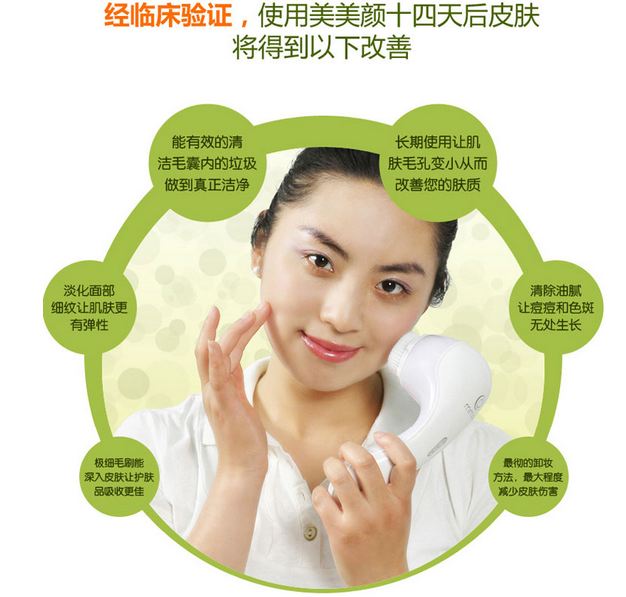 经临床验证，使用美美颜十四天后皮肤
将得到以下改善
能有效的清
洁毛囊内的垃圾
做到真正洁净
长期使用让肌
肤毛孔变小从而
改善您的肤质
淡化面部
细纹让肌肤更
有弹性
清除油腻
让痘痘和色斑
无处生长
极细毛刷能
深入皮肤让护肤
品吸收更佳
最彻的卸妆
方法，最大程度
减少皮肤伤害